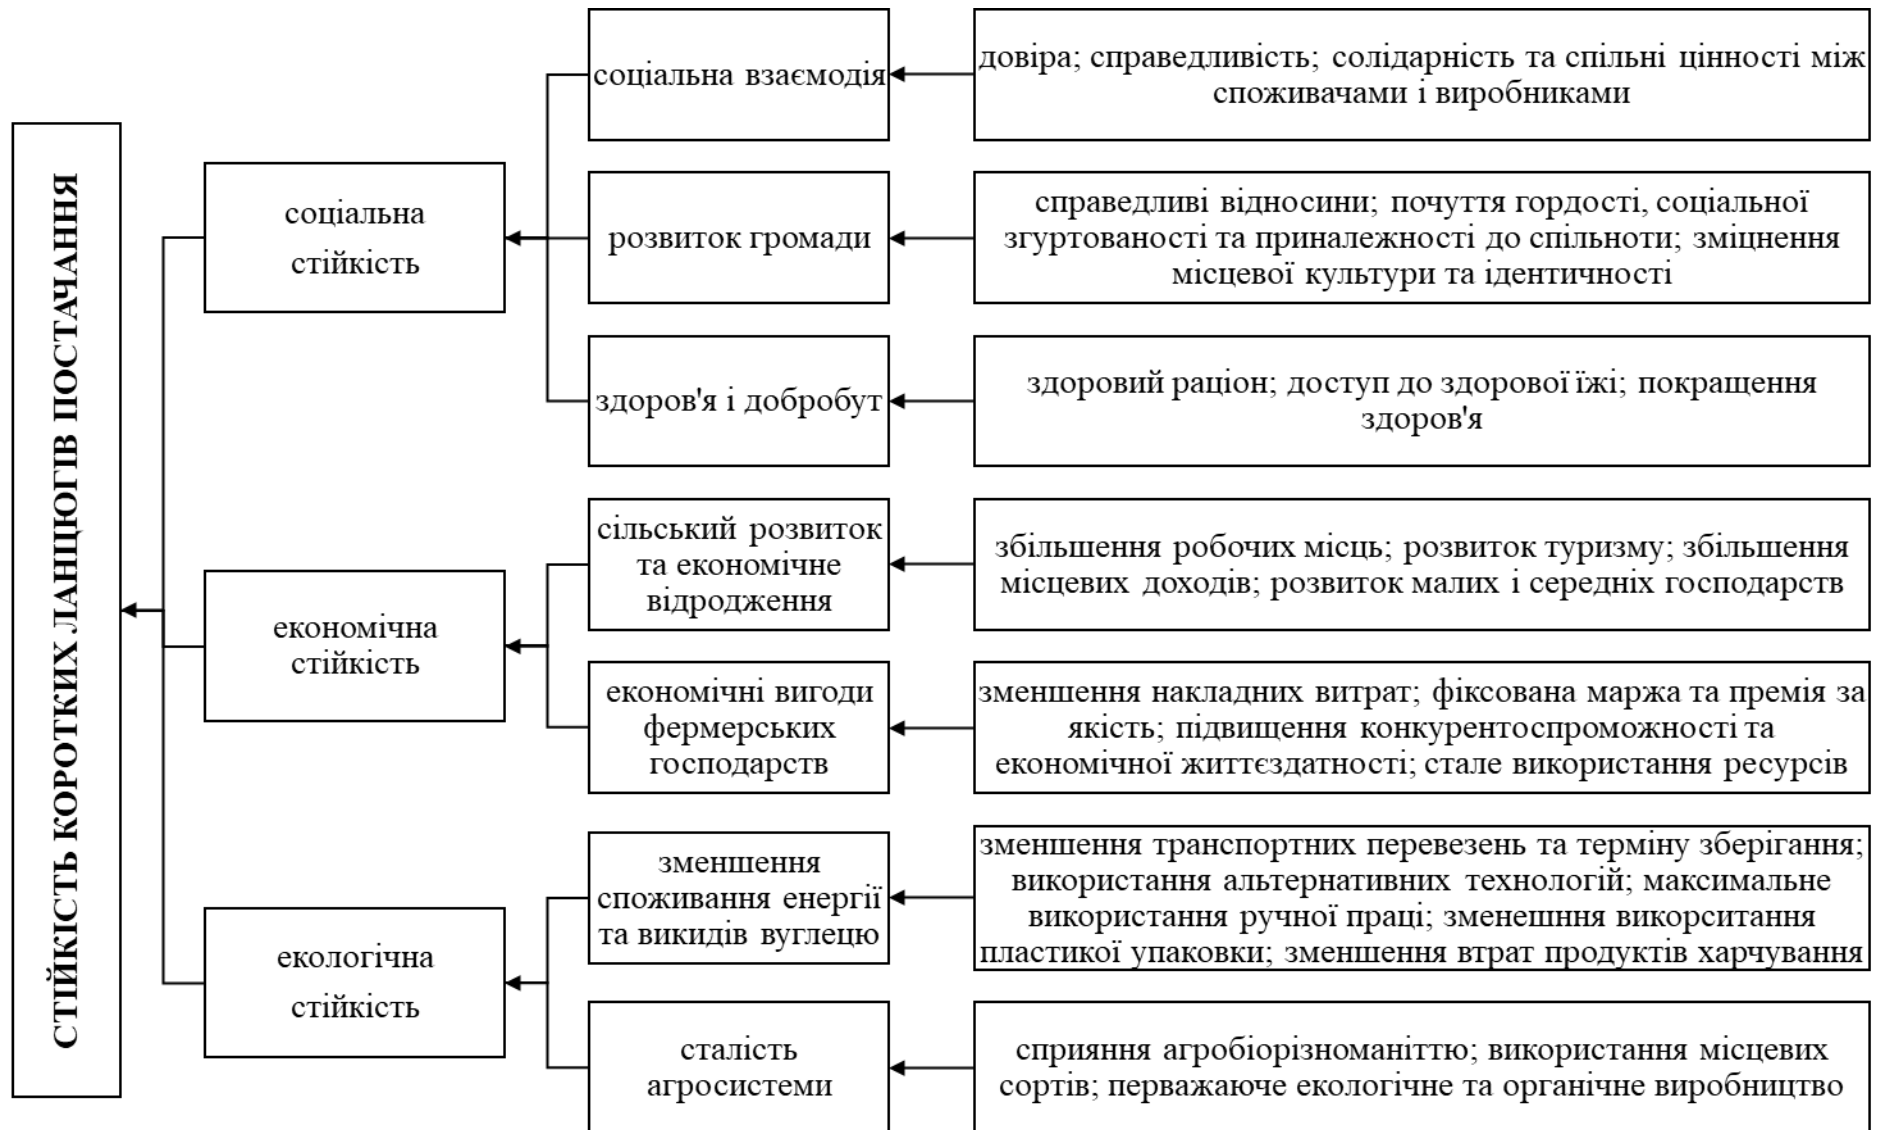 СТІЙКІСТЬ КОРОТКИХ ЛАНЦЮГІВ ПОСТАЧАННЯ
соціальна
стійкість
соціальна взаємодія
довіра; справедливість; солідарність та спільні цінності між
споживачами і виробниками
розвиток громади
справедливі відносини; почуття гордості, соціальної
згуртованості та приналежності до спільноти; зміцнення
місцевої культури та ідентичності
здоров'я і добробут
здоровий раціон; доступ до здорової їжі; покращення
здоров'я
економічна
стійкість
сільський розвиток
та економічне
відродження
збільшення робочих місць; розвиток туризму; збільшення
місцевих доходів; розвиток малих і середніх господарств
економічні вигоди
фермерських
господарств
зменшення накладних витрат; фіксована маржа та премія за
якість; підвищення конкурентоспроможності та
економічної життєздатності; стале використання ресурсів
екологічна
стійкість
зменшення
споживання енергії
та викидів вуглецю
зменшення транспортних перевезень та терміну зберігання;
використання альтернативних технологій; максимальне
використання ручної праці; зменешння викорситання
пластикої упаковки; зменшення втрат продуктів харчування
сталість
агросистеми
сприяння агробіорізноманіттю; використання місцевих
сортів; перважаюче екологічне та органічне виробництво